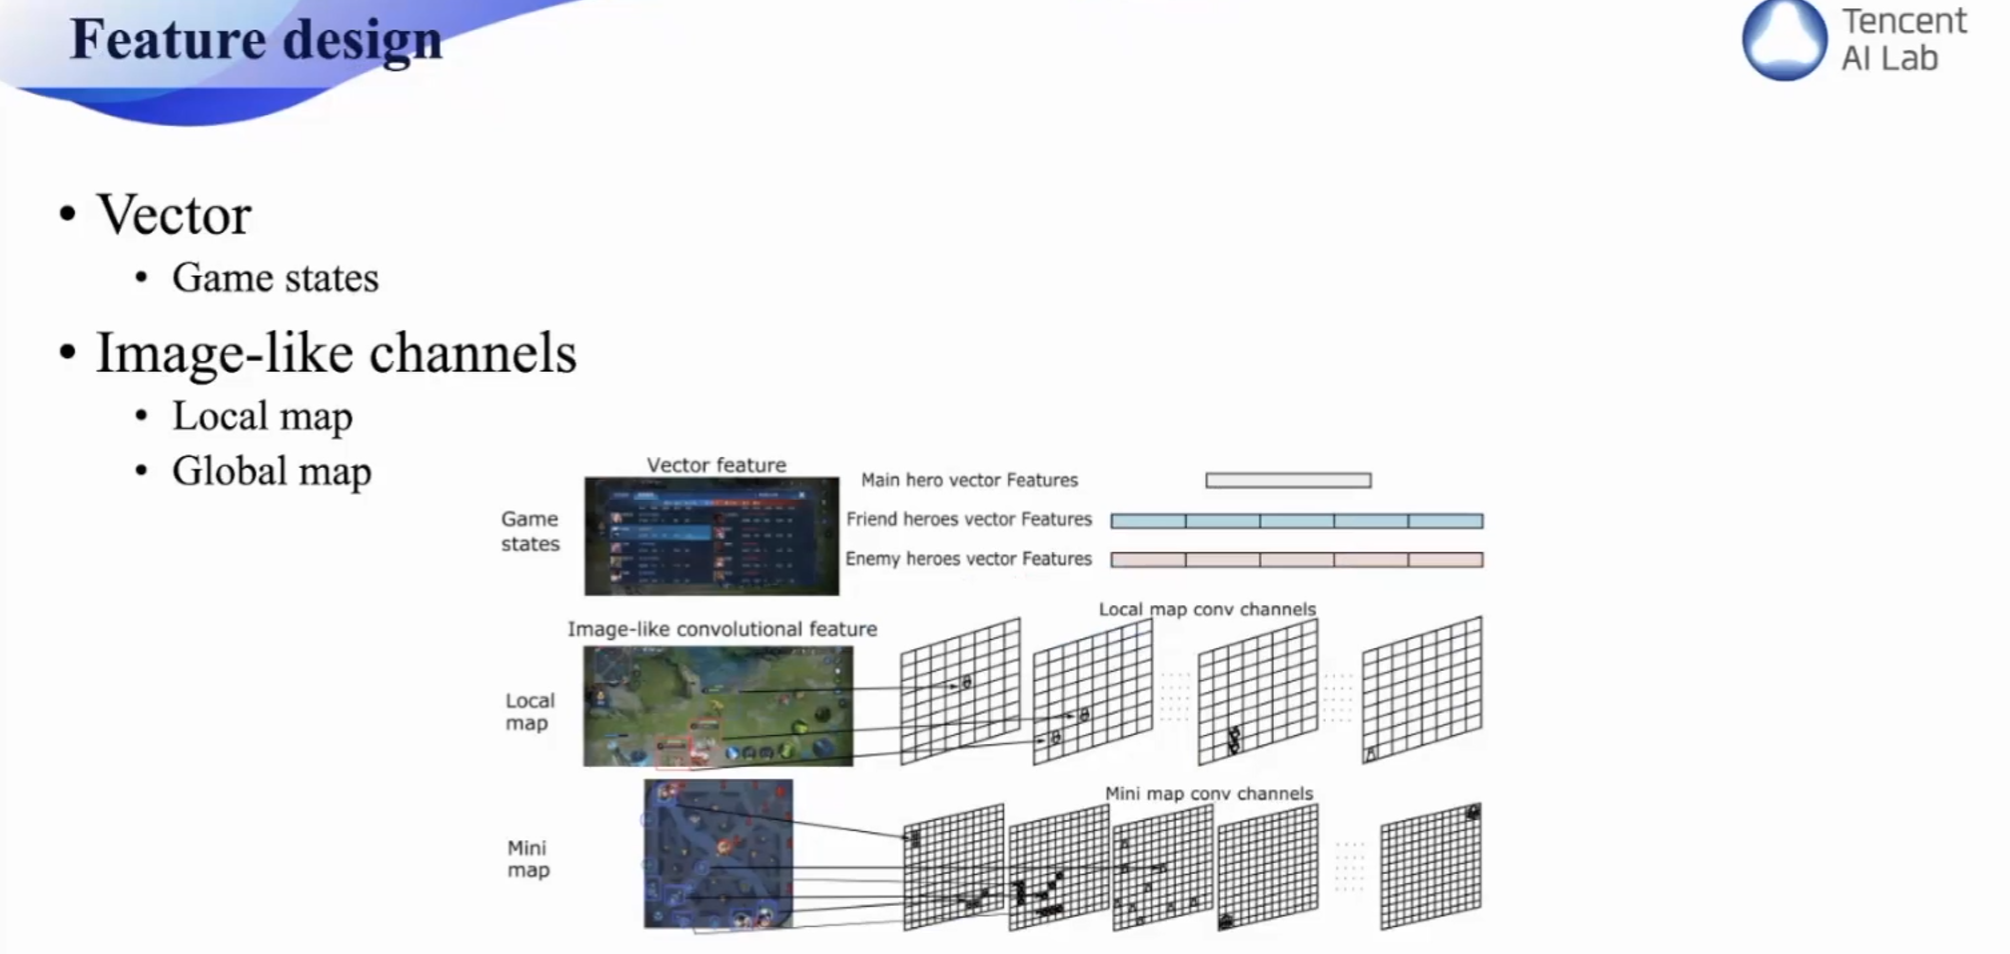 Feature design
Tencent
AI Lab
• Vector
• Game states
• Image-like channels
• Local map
• Global map
Vector feature
Game
states
Main hero vector Features
Friend heroes vector Features
Enemy heroes vector Features
Image-like convolutional feature
Local map conv channels
Local
map
Mini map conv channels
Mini
map